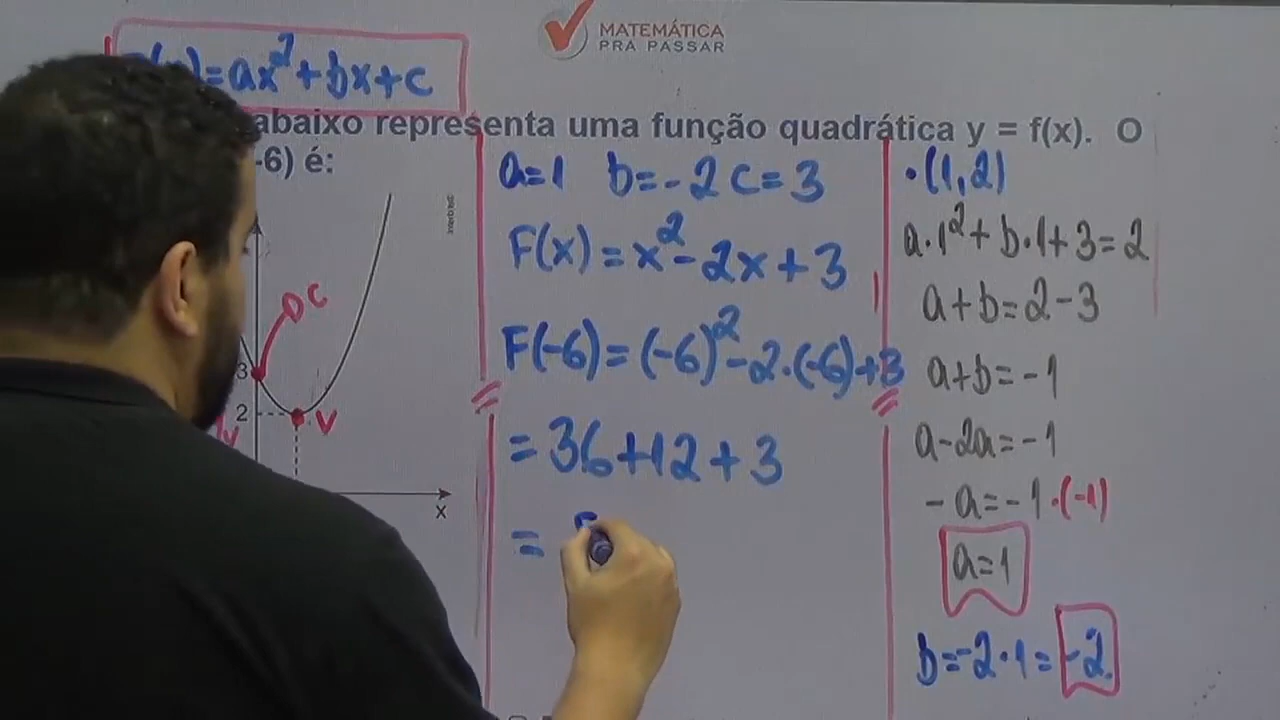 MATEMÁTICA
PRA PASSAR
=ax²+bx+c
abaixo representa uma função quadrática y = f(x). O
-6) é:
3
2
C
V
x
a=1 b=-2 c=3
F(x)=x²-2x+3
F(-6)=(-6)²-2·(-6)+3
=36+12+3
=
•(1,2)
a·1²+b·1+3=2
a+b=2-3
a+b=-1
a-2a=-1
-a=-1·(-1)
a=1
b=-2·1=-2